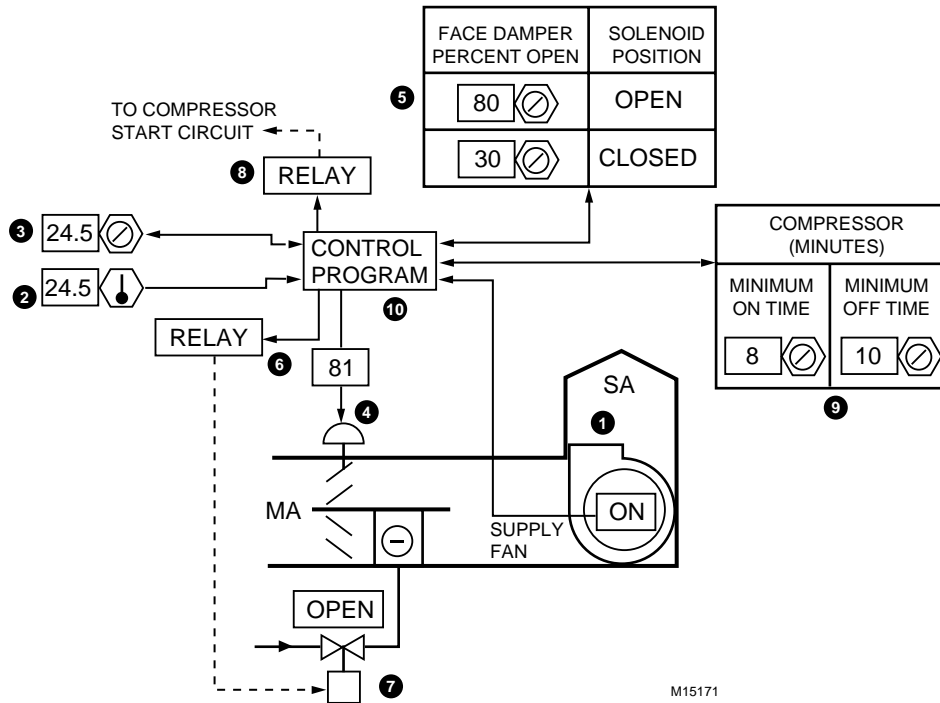 FACE DAMPER
PERCENT OPEN
SOLENOID
POSITION
5
80
OPEN
30
CLOSED
TO COMPRESSOR
START CIRCUIT
8
RELAY
3
24.5
2
24.5
CONTROL
PROGRAM
10
COMPRESSOR
(MINUTES)
MINIMUM
ON TIME
MINIMUM
OFF TIME
8
10
9
RELAY
6
81
4
SA
1
MA
ON
SUPPLY
FAN
OPEN
7
M15171